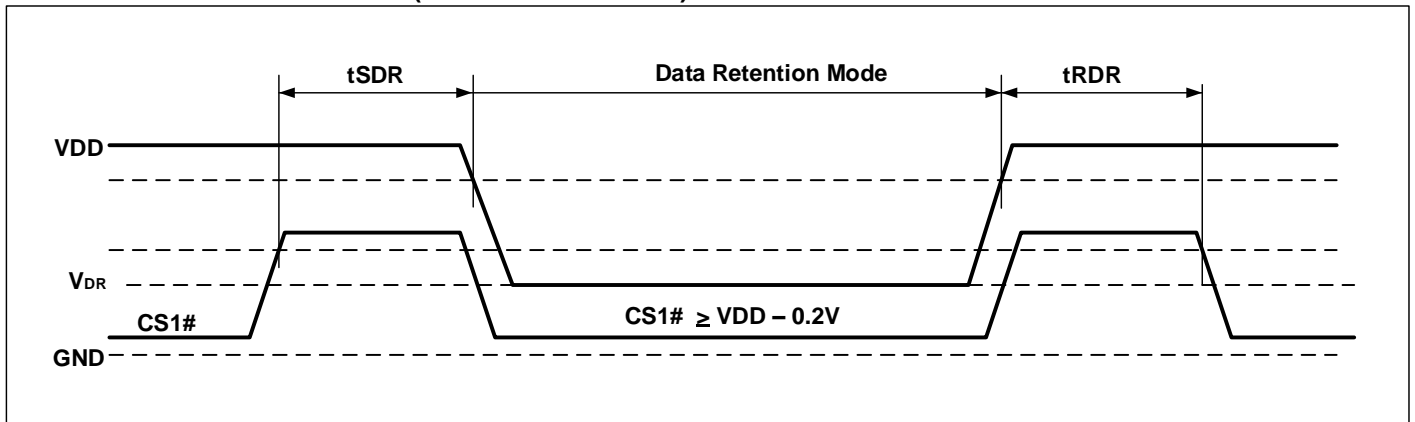 tSDR
Data Retention Mode
tRDR
VDD
VDR
CS1#
CS1# ≥ VDD – 0.2V
GND